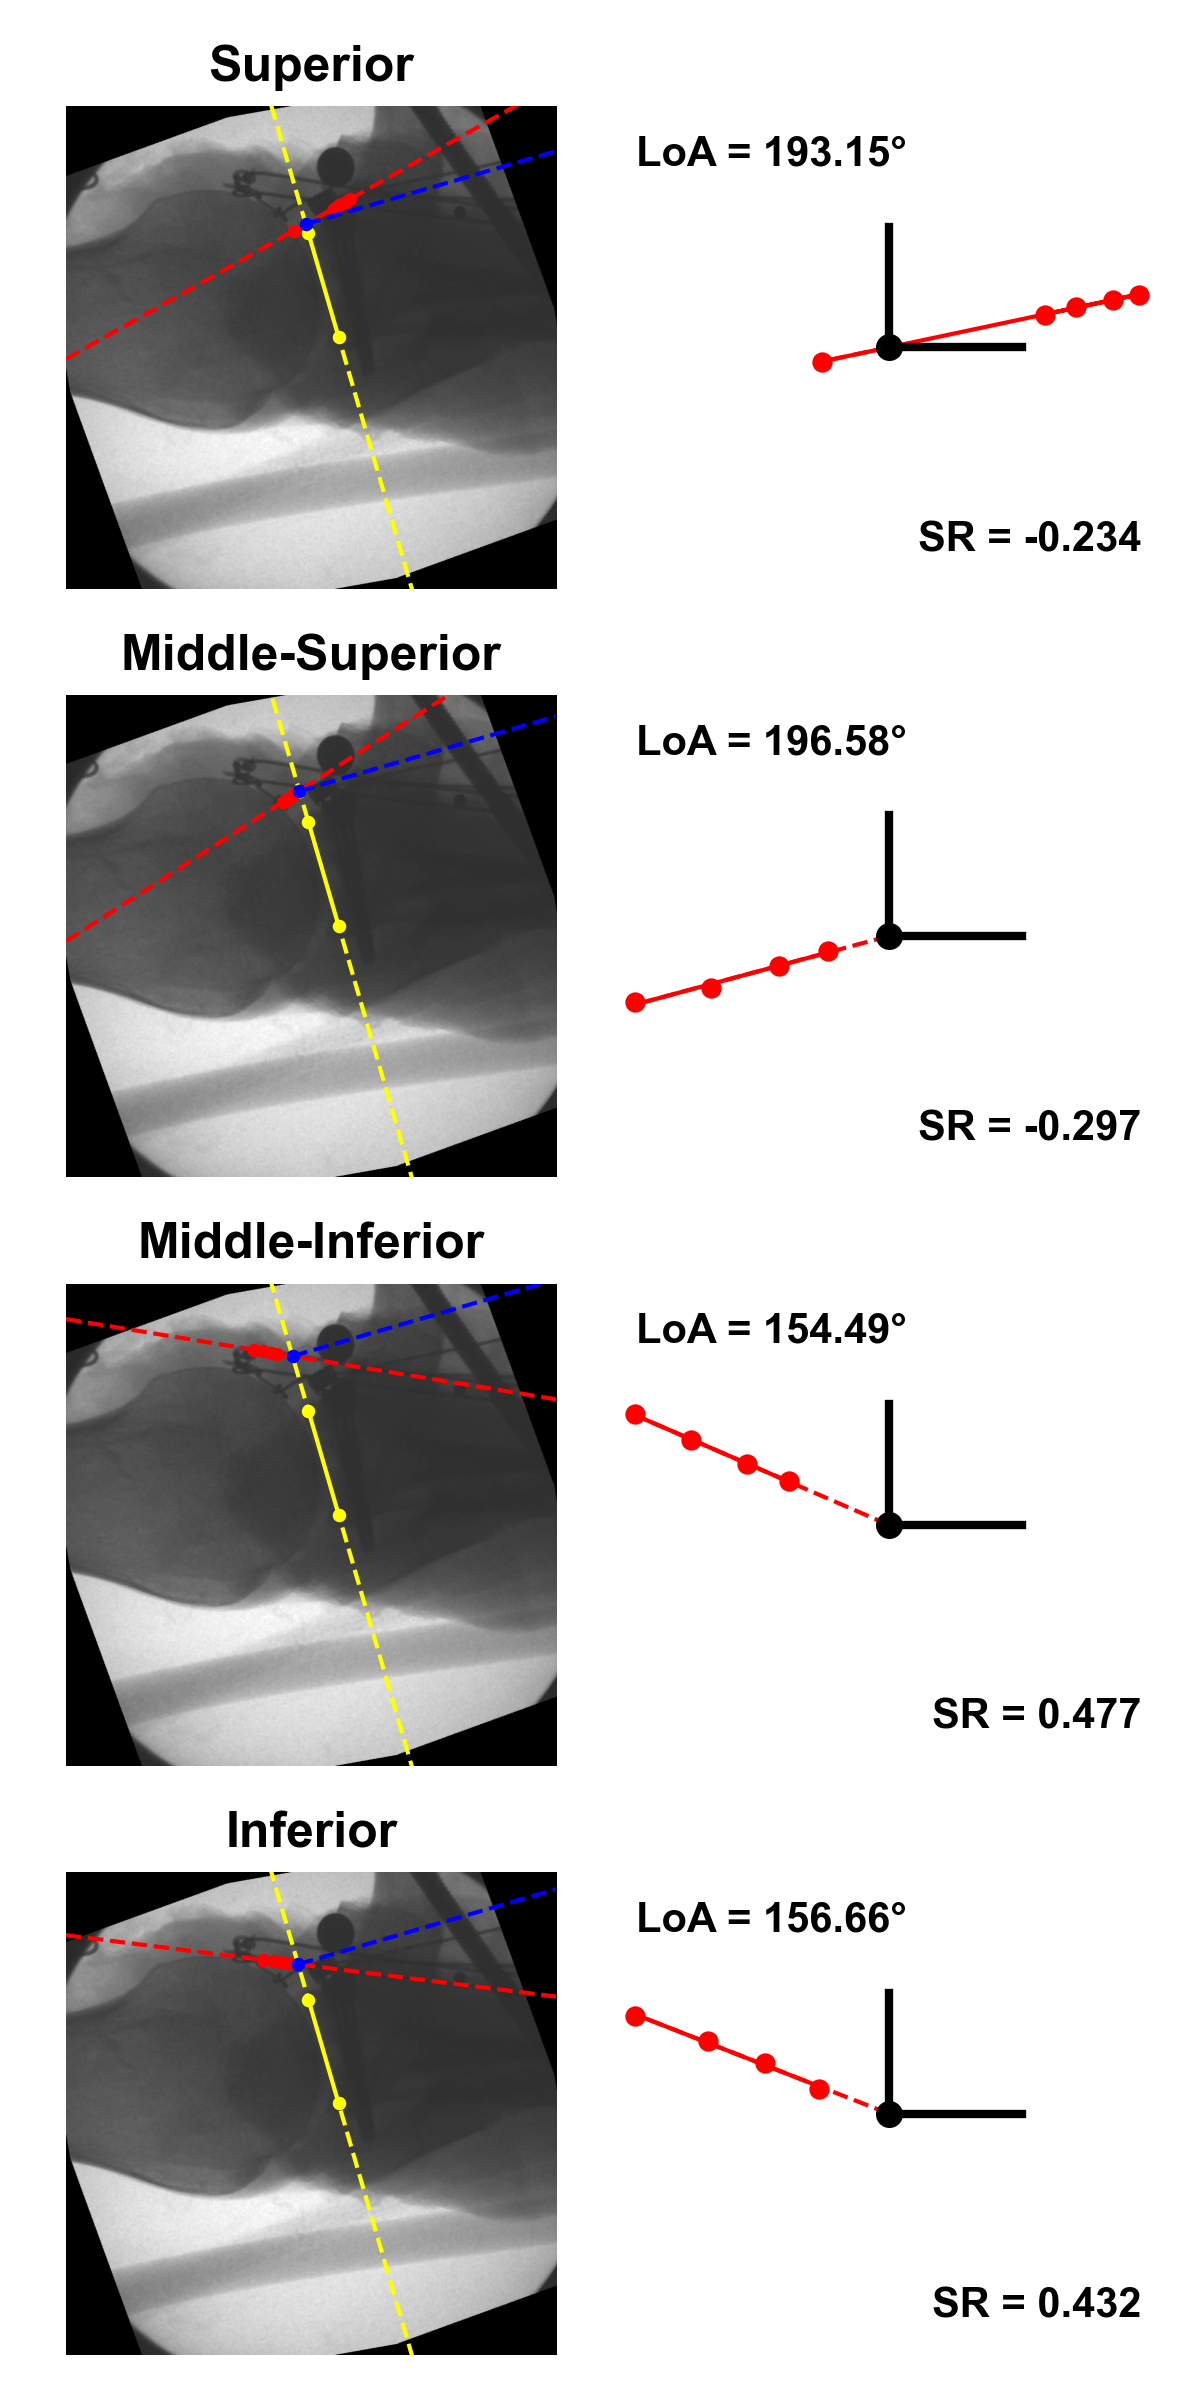 Superior
LoA = 193.15°
SR = -0.234
Middle-Superior
LoA = 196.58°
SR = -0.297
Middle-Inferior
LoA = 154.49°
SR = 0.477
Inferior
LoA = 156.66°
SR = 0.432